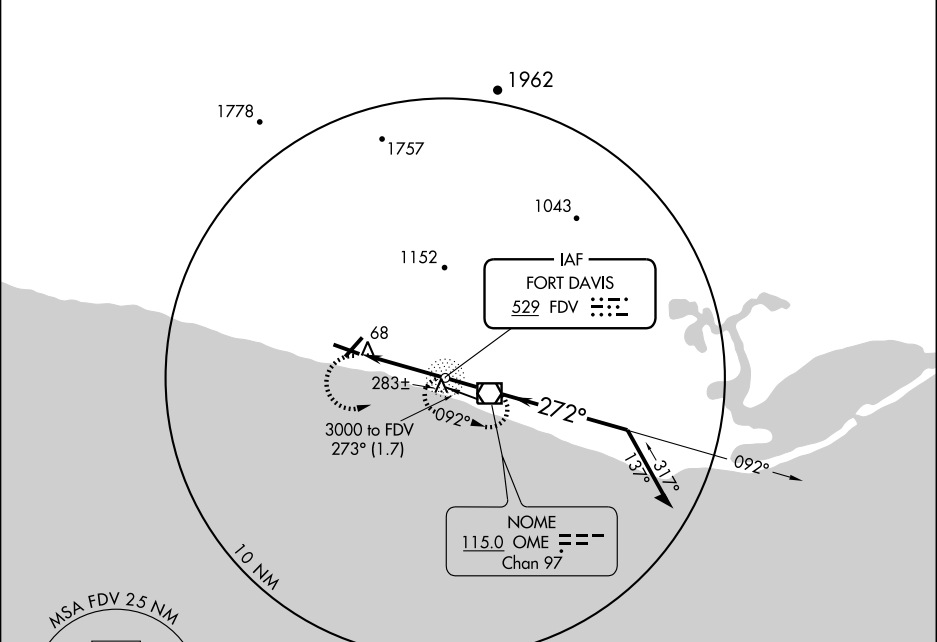 1962
1778
1757
1043
1152
IAF
FORT DAVIS
529 FDV
68
283±
3000 to FDV
273° (1.7)
092°
272°
092°
317°
137°
NOME
115.0 OME
Chan 97
10 NM
MSA FDV 25 NM